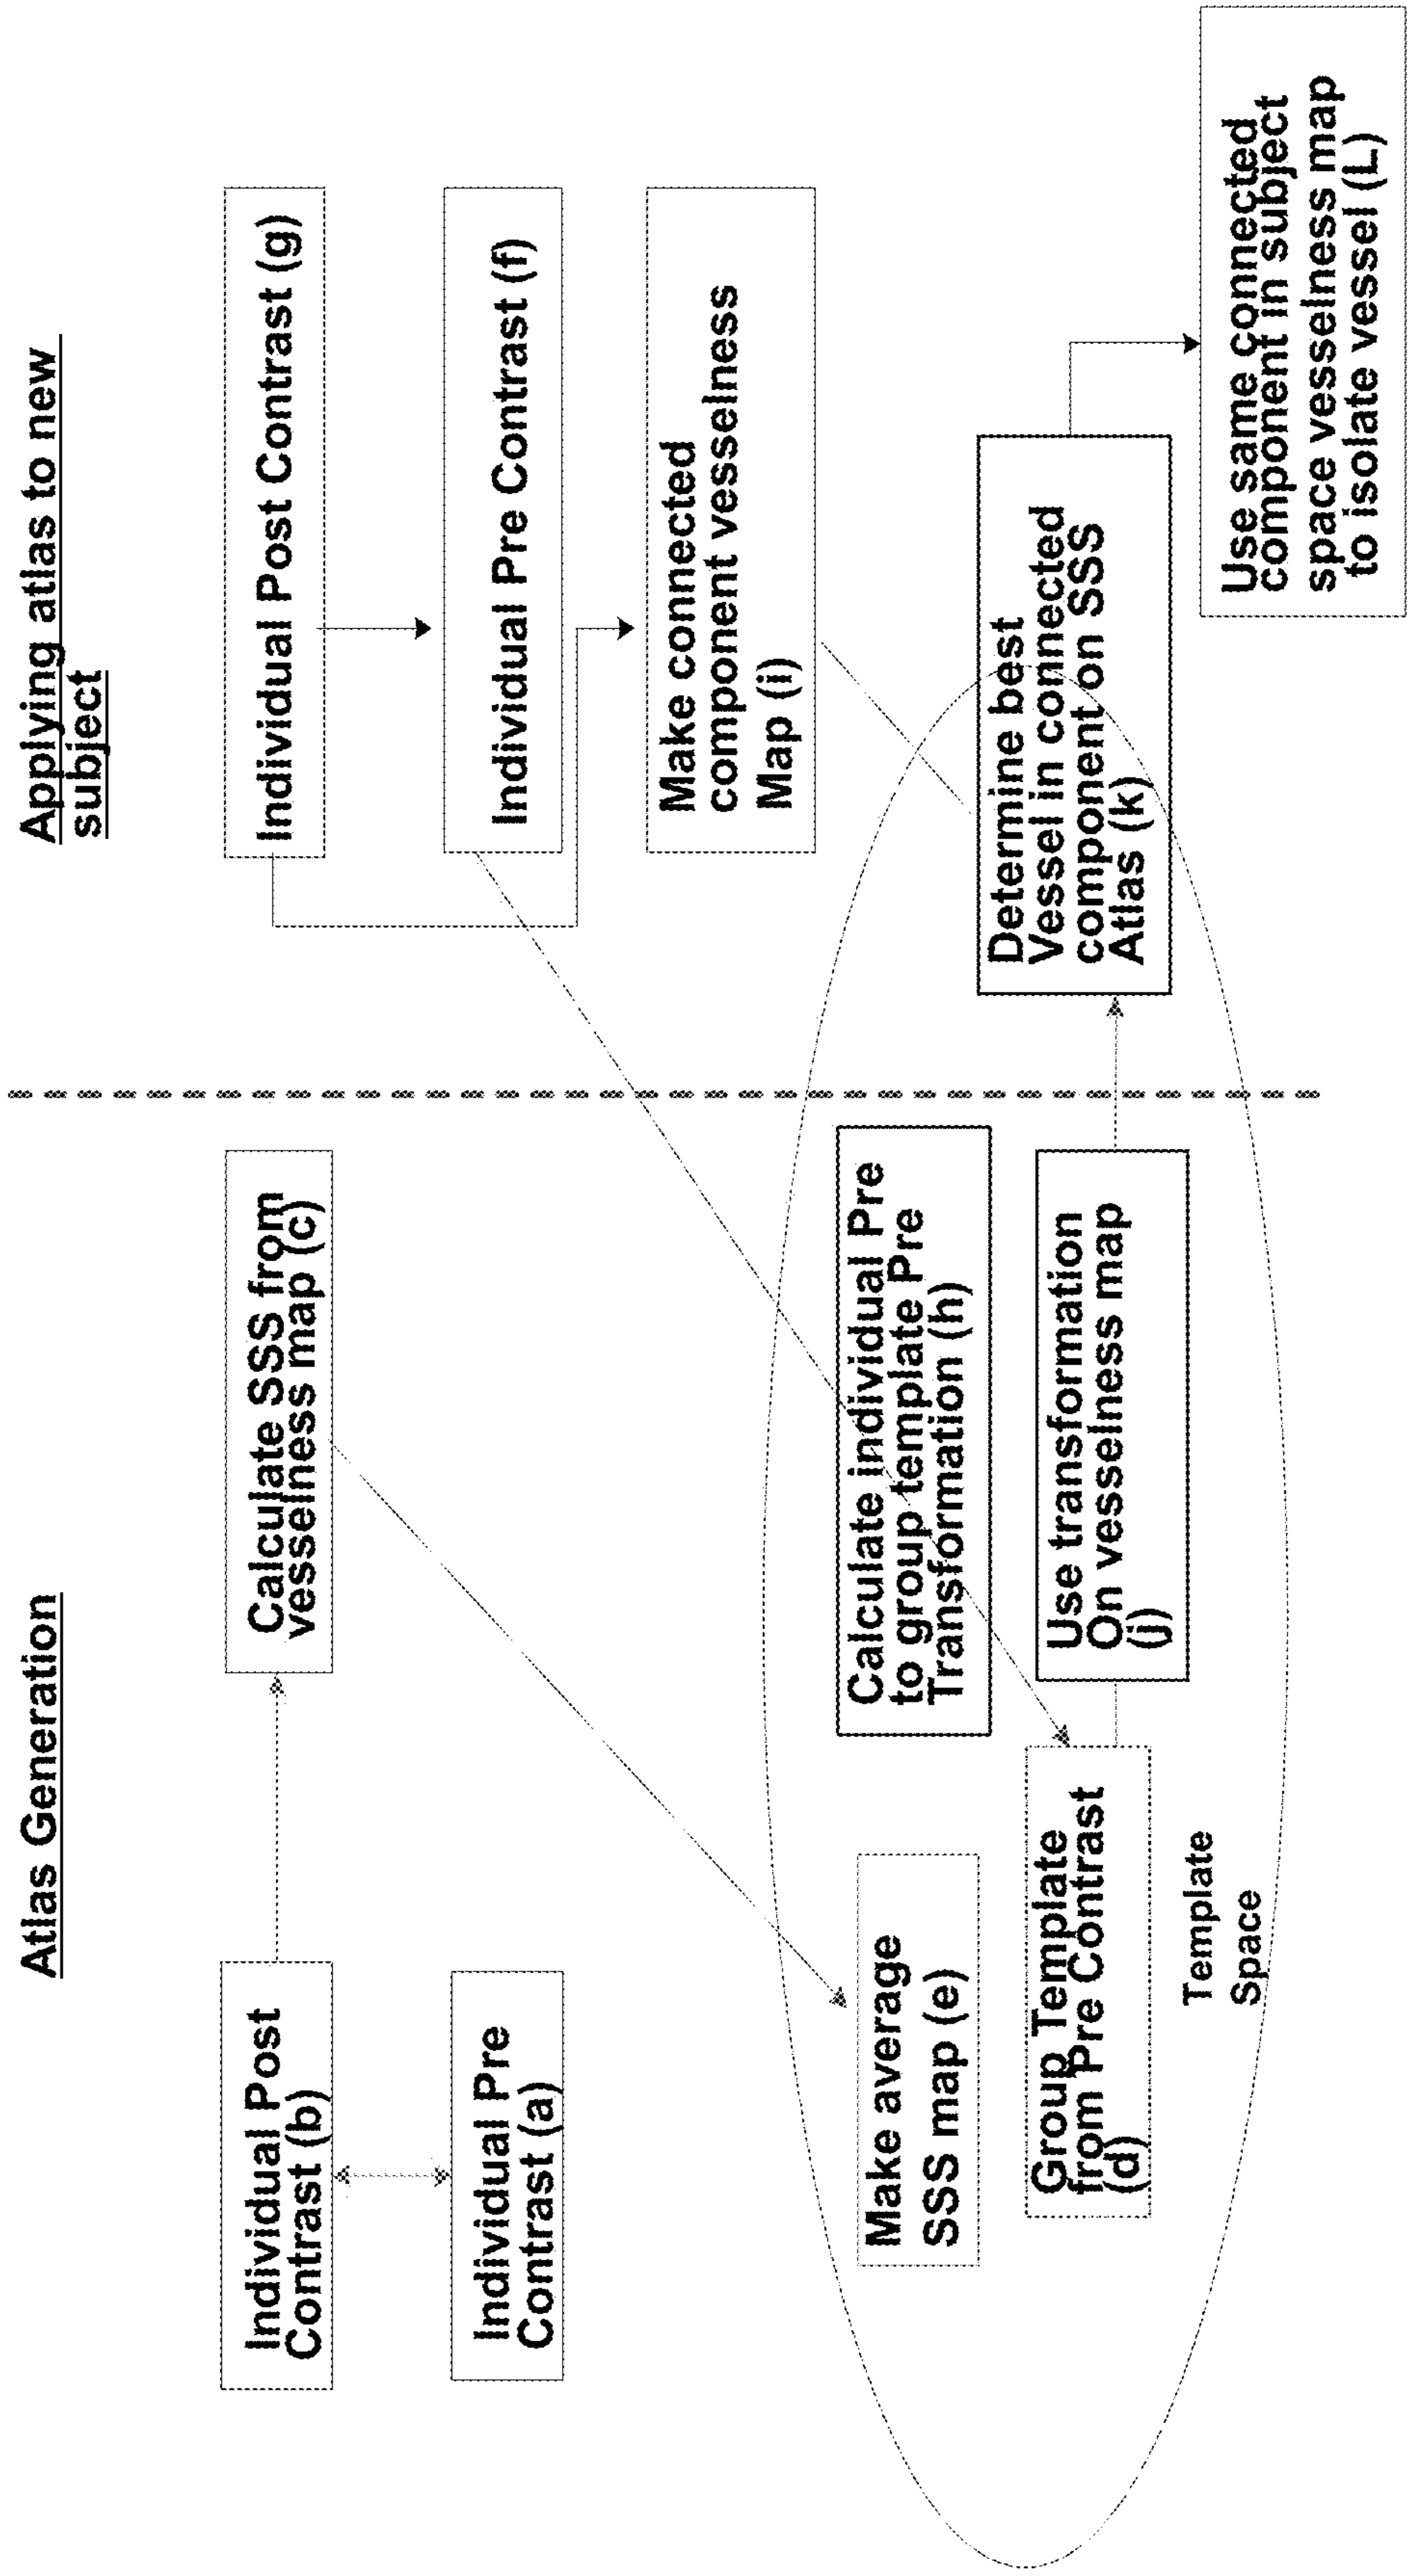 Atlas Generation
Applying atlas to new
subject
Individual Post
Contrast (b)
Calculate SSS from
vesselness map (c)
Individual Post Contrast (g)
Individual Pre
Contrast (a)
Individual Pre Contrast (f)
Make connected
component vesselness
Map (i)
Make average
SSS map (e)
Calculate individual Pre
to group template Pre
Transformation (h)
Group Template
from Pre Contrast
(d)
Use transformation
On vesselness map
(j)
Determine best
Vessel in connected
component on SSS
Atlas (k)
Template
Space
Use same connected
component in subject
space vesselness map
to isolate vessel (L)